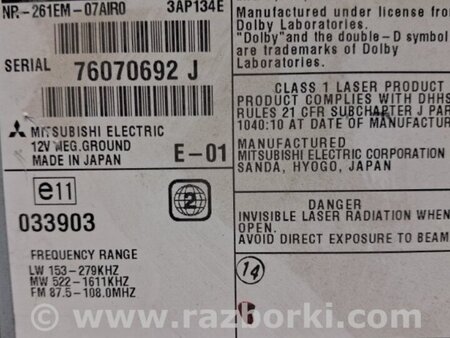 NR-261EM-07AIRO 3AP134E
SERIAL 76070692 J
MITSUBISHI ELECTRIC
12V NEG.GROUND
MADE IN JAPAN E-01
e11
2
033903
FREQUENCY RANGE
LW 153-279KHZ
MW 522-1611KHZ
FM 87.5-108.0MHZ
Manufactured under license from
Dolby Laboratories.
"Dolby" and the double-D symbol
are trademarks of Dolby
Laboratories.
CLASS 1 LASER PRODUCT
PRODUCT COMPLIES WITH DHHS
RULES 21 CFR SUBCHAPTER J PAR
1040:10 AT DATE OF MANUFACTUR
MANUFACTURED
MITSUBISHI ELECTRIC CORPORATION
SANDA, HYOGO, JAPAN
DANGER
INVISIBLE LASER RADIATION WHEN
OPEN.
AVOID DIRECT EXPOSURE TO BEAM
14
© www.razborki.com